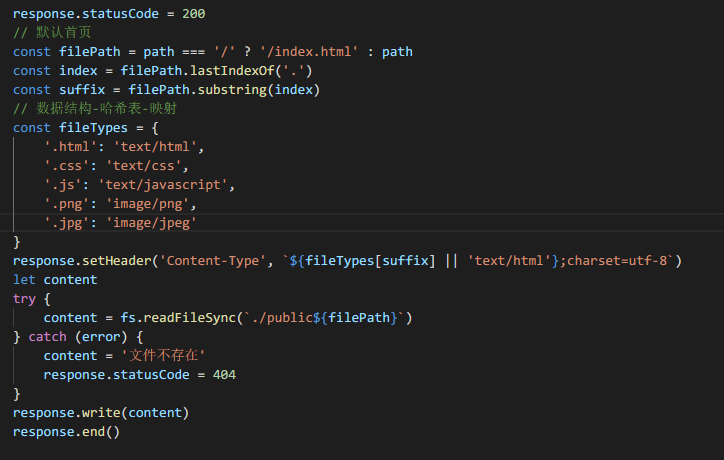 response.statusCode = 200
// 默认首页
const filePath = path === '/' ? '/index.html' : path
const index = filePath.lastIndexOf('.')
const suffix = filePath.substring(index)
// 数据结构-哈希表-映射
const fileTypes = {
    '.html': 'text/html',
    '.css': 'text/css',
    '.js': 'text/javascript',
    '.png': 'image/png',
    '.jpg': 'image/jpeg'
}
response.setHeader('Content-Type', `${fileTypes[suffix] || 'text/html'};charset=utf-8`)
let content
try {
    content = fs.readFileSync(`./public${filePath}`)
} catch (error) {
    content = '文件不存在'
    response.statusCode = 404
}
response.write(content)
response.end()